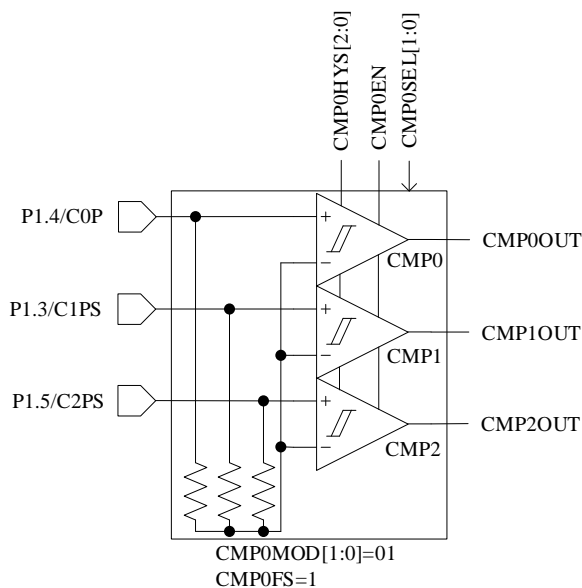 CMP0HYS[2:0]
CMP0EN
CMP0SEL[1:0]
P1.4/C0P
+
−
CMP0
CMP0OUT
P1.3/C1PS
+
−
CMP1
CMP1OUT
P1.5/C2PS
+
−
CMP2
CMP2OUT
CMP0MOD[1:0]=01
CMP0FS=1